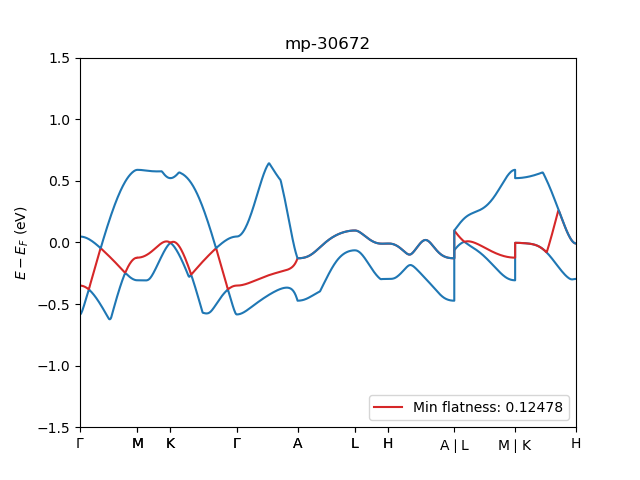 mp-30672
1.5
1.0
0.5
0.0
−0.5
−1.0
−1.5
E − E_F (eV)
Min flatness: 0.12478
Γ M K Γ A L H A | L M | K H